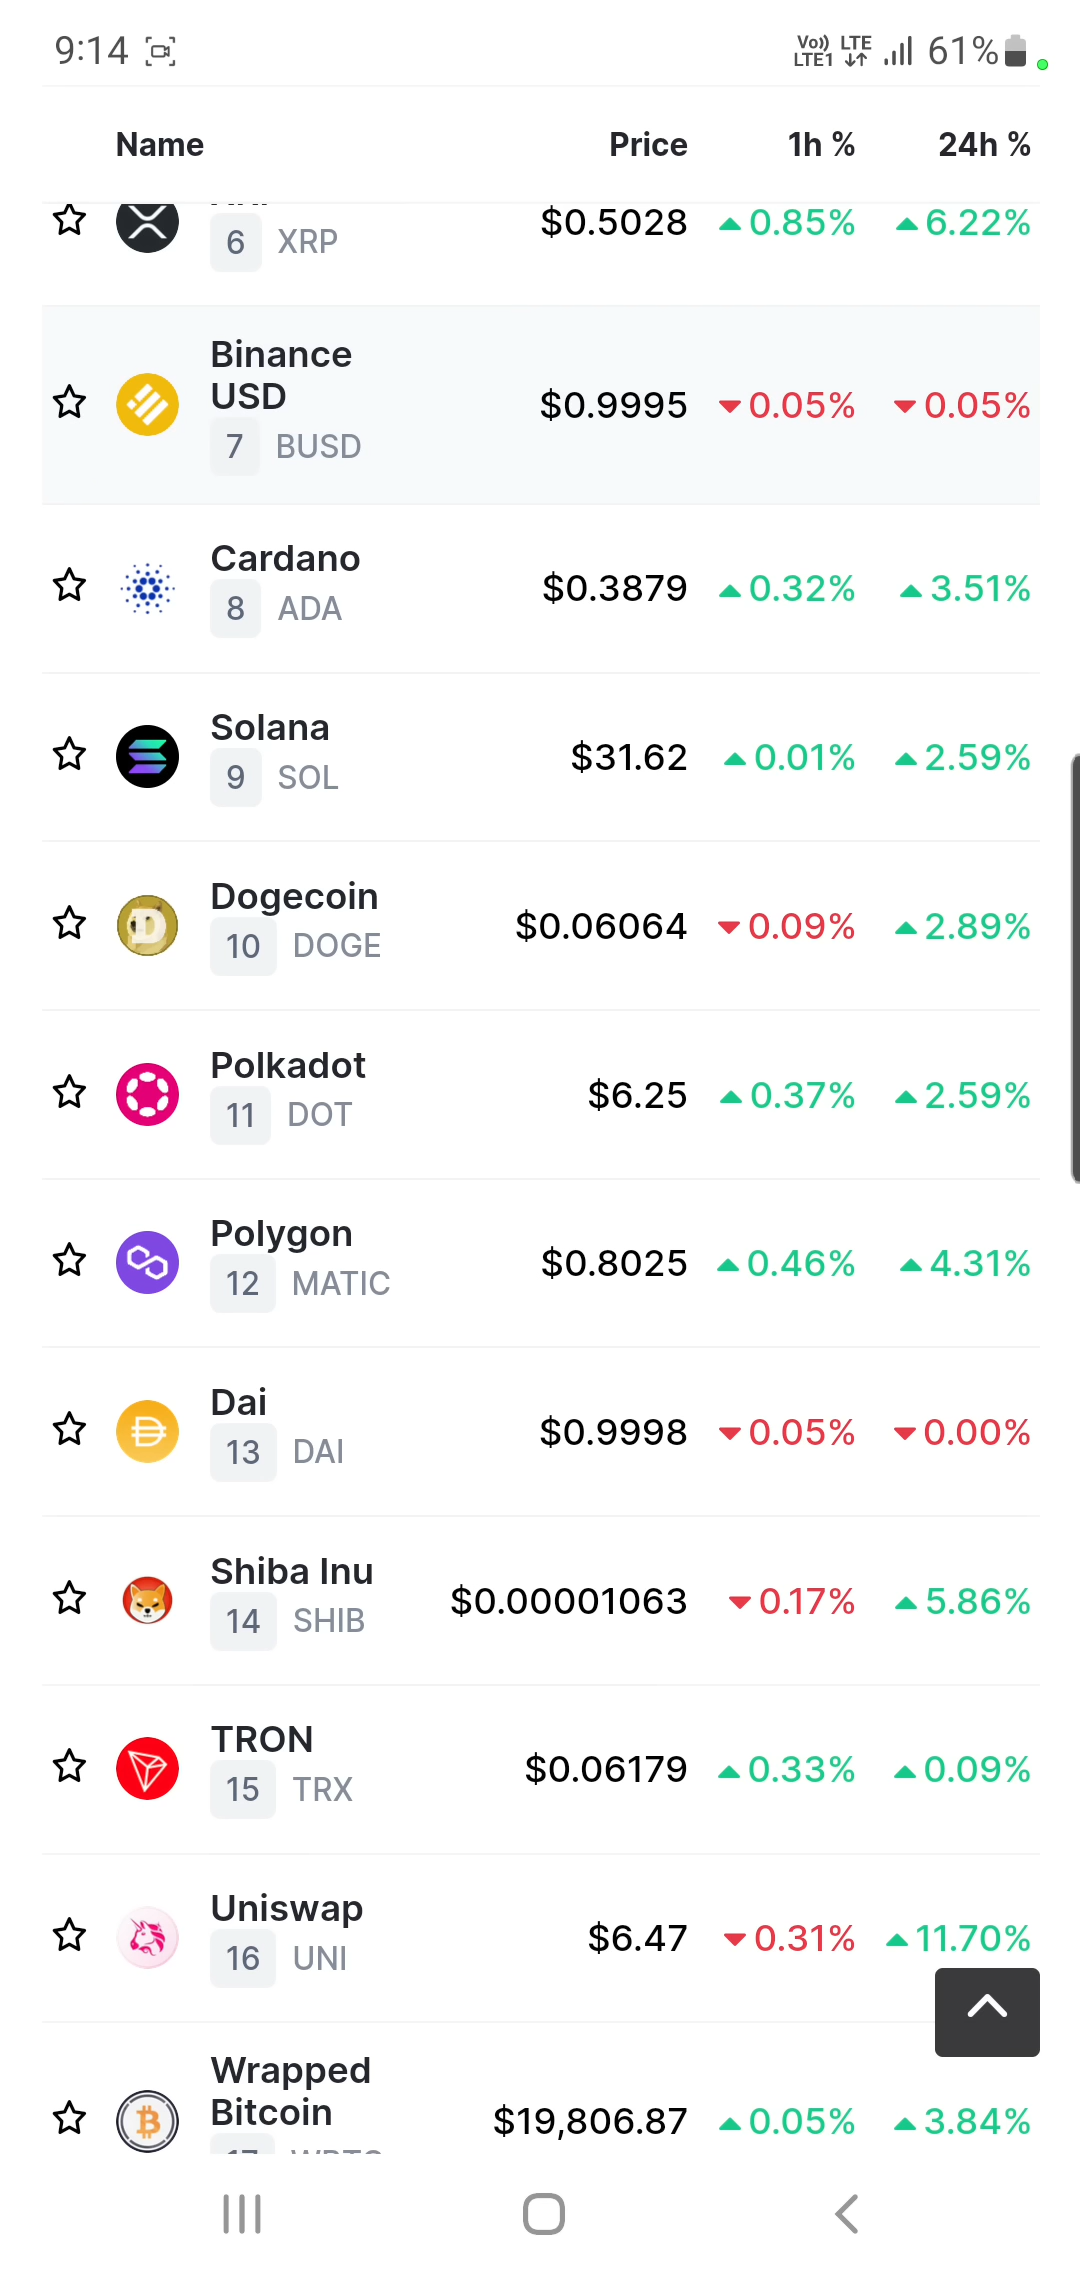 9:14 Vo)) LTE1 LTE 61%
Name Price 1h % 24h %
$0.5028 0.85% 6.22%
6 XRP
Binance
USD
$0.9995 0.05% 0.05%
7 BUSD
Cardano
$0.3879 0.32% 3.51%
8 ADA
Solana
$31.62 0.01% 2.59%
9 SOL
Dogecoin
$0.06064 0.09% 2.89%
10 DOGE
Polkadot
$6.25 0.37% 2.59%
11 DOT
Polygon
$0.8025 0.46% 4.31%
12 MATIC
Dai
$0.9998 0.05% 0.00%
13 DAI
Shiba Inu
$0.00001063 0.17% 5.86%
14 SHIB
TRON
$0.06179 0.33% 0.09%
15 TRX
Uniswap
$6.47 0.31% 11.70%
16 UNI
Wrapped
Bitcoin
$19,806.87 0.05% 3.84%